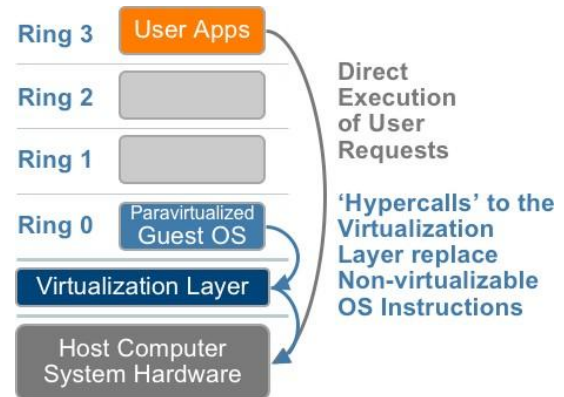 Ring 3
User Apps
Ring 2
Ring 1
Ring 0
Paravirtualized
Guest OS
Virtualization Layer
Host Computer
System Hardware
Direct
Execution
of User
Requests
‘Hypercalls’ to the
Virtualization
Layer replace
Non-virtualizable
OS Instructions